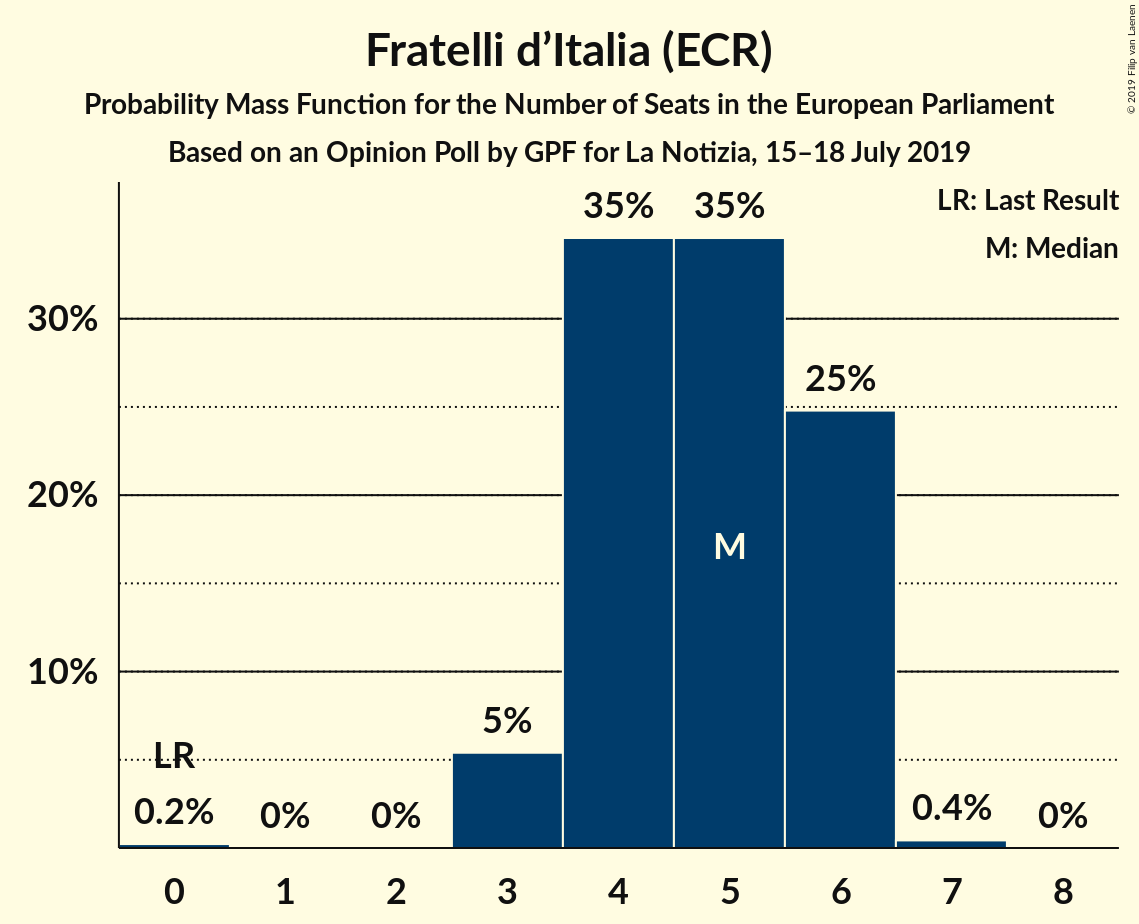 Fratelli d’Italia (ECR)
Probability Mass Function for the Number of Seats in the European Parliament
Based on an Opinion Poll by GPF for La Notizia, 15–18 July 2019
© 2019 Filip van Laenen
LR: Last Result
M: Median
35% 35%
30%
25%
20%
M
10%
5%
LR
0.2% 0% 0% 0.4% 0%
0 1 2 3 4 5 6 7 8